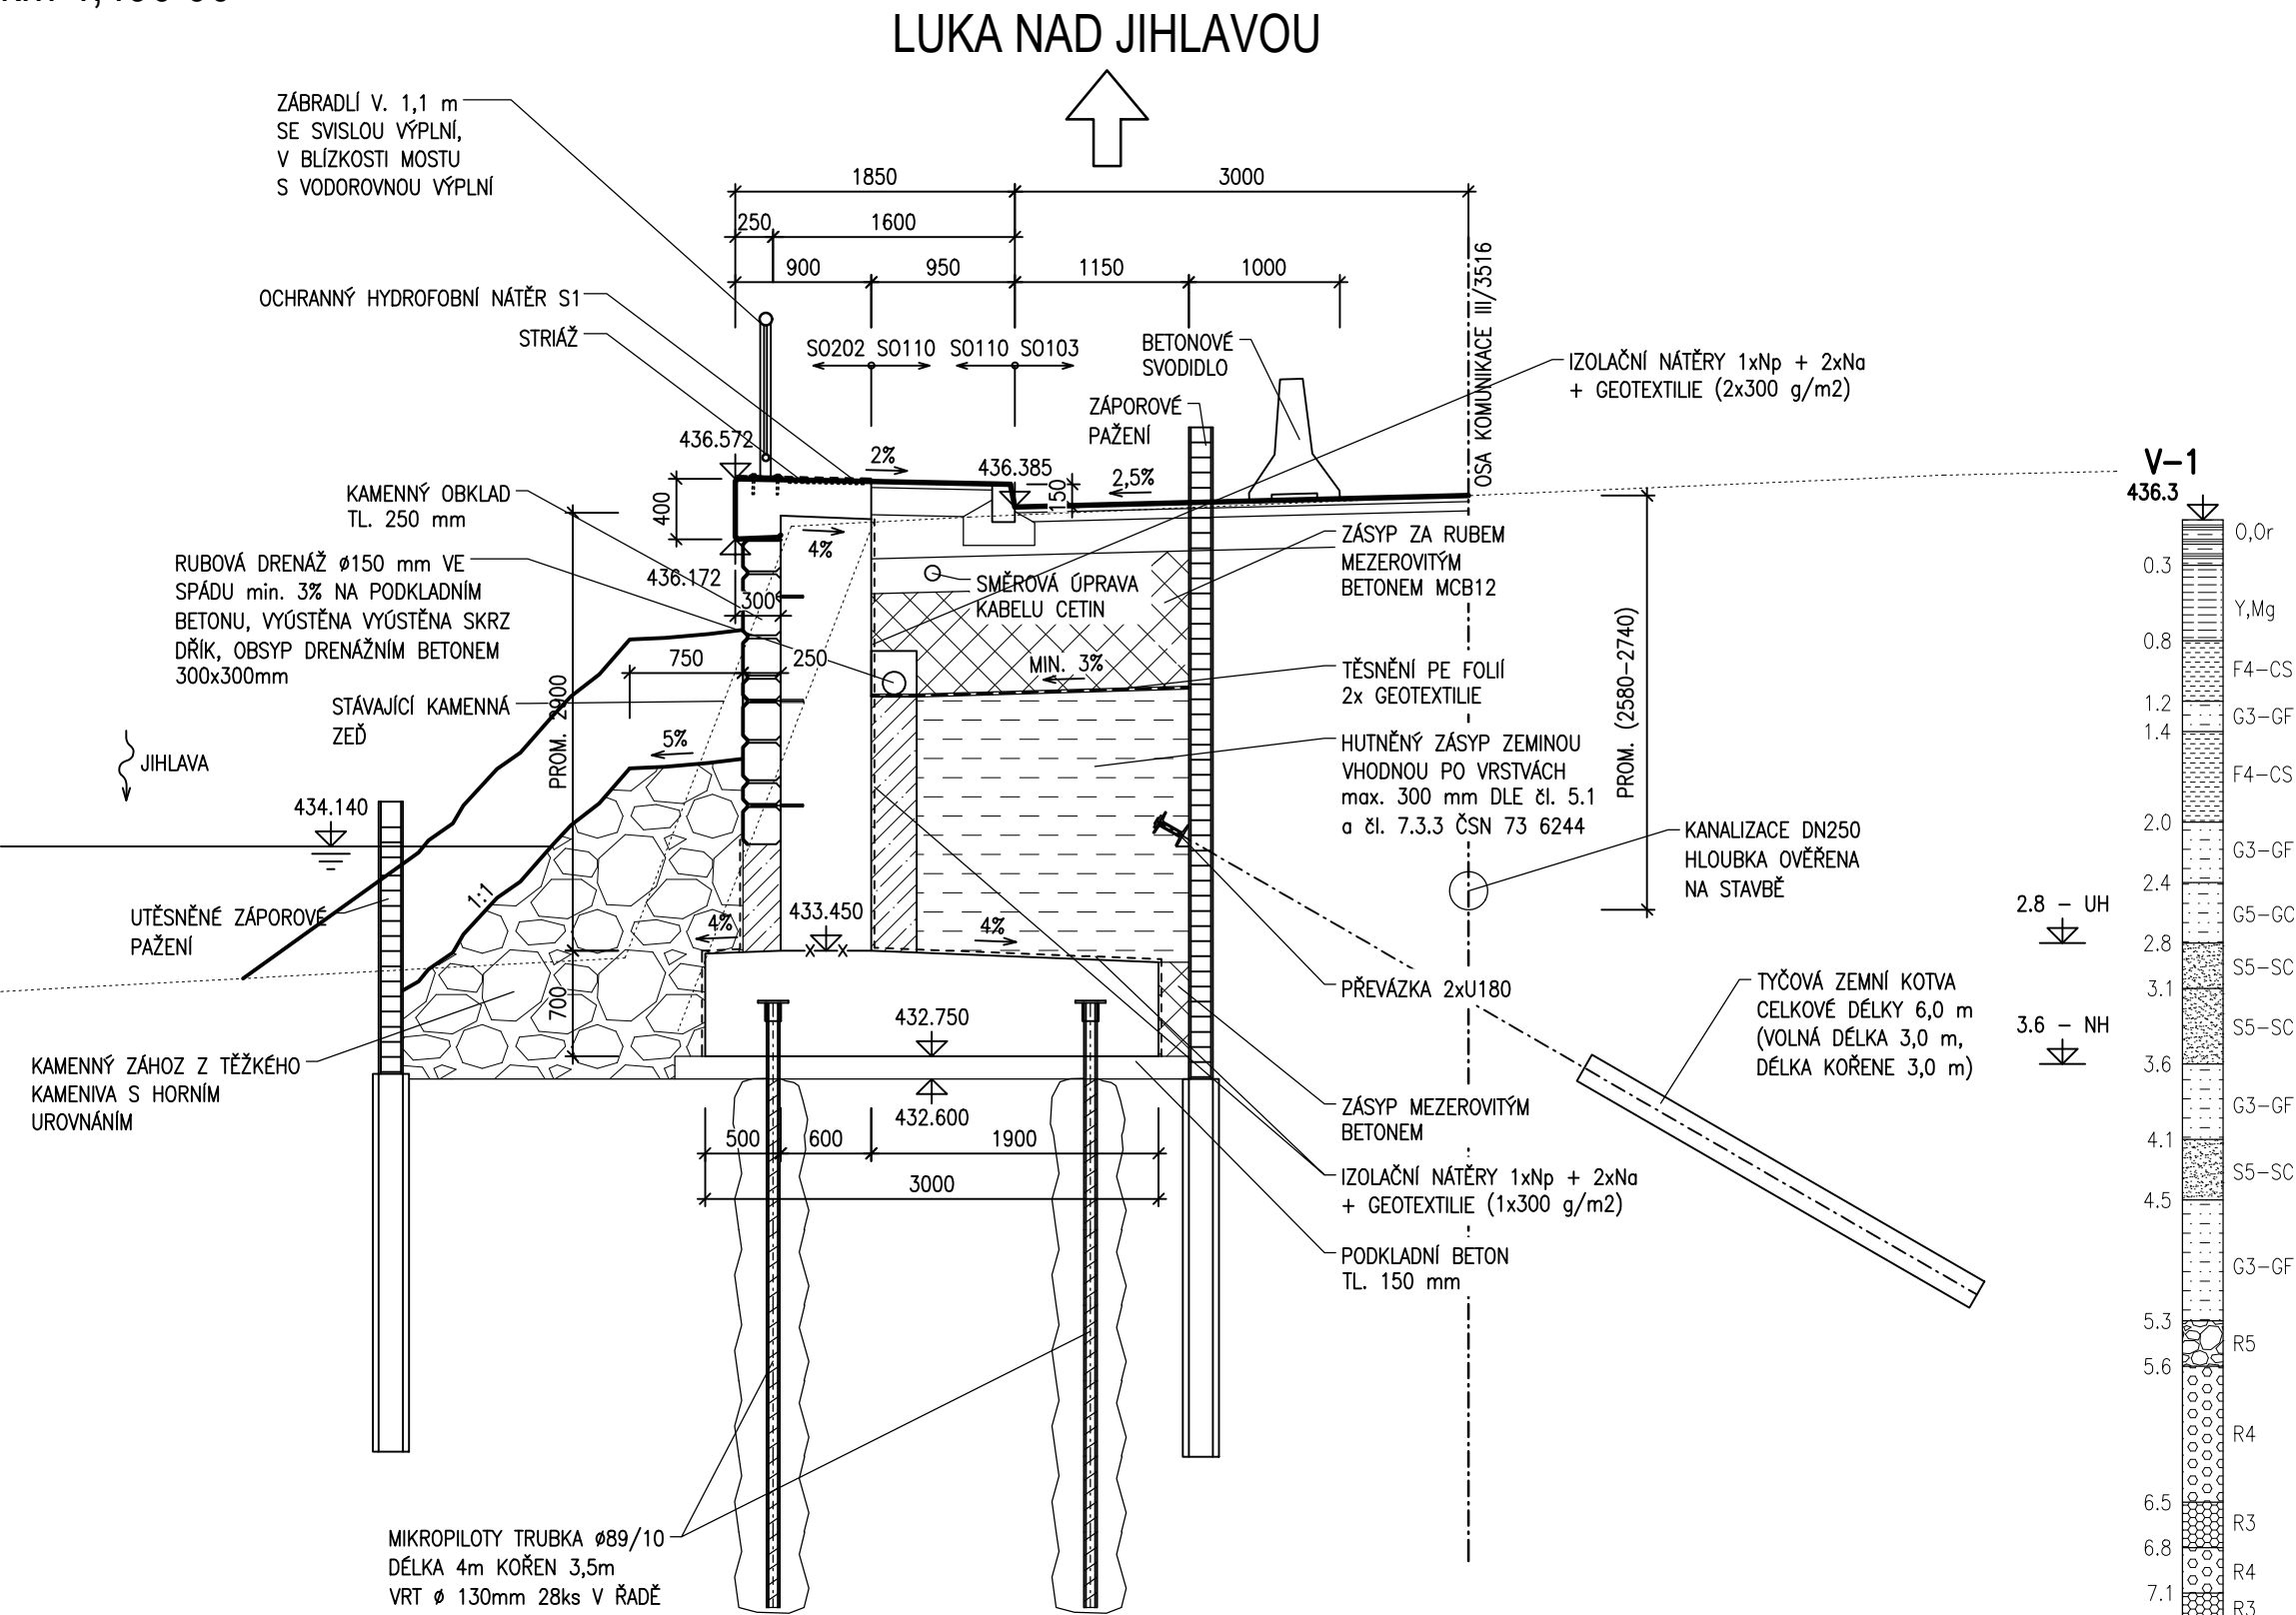 LUKA NAD JIHLAVOU
ZÁBRADLÍ V. 1,1 m
SE SVISLOU VÝPLNÍ,
V BLÍZKOSTI MOSTU
S VODOROVNOU VÝPLNÍ
1850
3000
250
1600
900
950
1150
1000
OCHRANNÝ HYDROFOBNÍ NÁTĚR S1
STRIÁŽ
SO202 SO110
SO110 SO103
BETONOVÉ
SVODIDLO
OSA KOMUNIKACE III/3516
IZOLAČNÍ NÁTĚRY 1xNp + 2xNa
+ GEOTEXTILIE (2x300 g/m2)
ZÁPOROVÉ
PAŽENÍ
436.572
2%
436.385
150
2,5%
V-1
436.3
KAMENNÝ OBKLAD
TL. 250 mm
400
4%
ZÁSYP ZA RUBEM
MEZEROVITÝM
BETONEM MCB12
RUBOVÁ DRENÁŽ ø150 mm VE
SPÁDU min. 3% NA PODKLADNÍM
BETONU, VYÚSTĚNA VYÚSTĚNA SKRZ
DŘÍK, OBSYP DRENÁŽNÍM BETONEM
300x300mm
436.172
300
SMĚROVÁ ÚPRAVA
KABELU CETIN
750
250
MIN. 3%
TĚSNĚNÍ PE FOLIÍ
2x GEOTEXTILIE
PROM. (2580-2740)
STÁVAJÍCÍ KAMENNÁ
ZEĎ
PROM. 2900
5%
HUTNĚNÝ ZÁSYP ZEMINOU
VHODNOU PO VRSTVÁCH
max. 300 mm DLE čl. 5.1
a čl. 7.3.3 ČSN 73 6244
JIHLAVA
434.140
KANALIZACE DN250
HLOUBKA OVĚŘENA
NA STAVBĚ
1:1
UTĚSNĚNÉ ZÁPOROVÉ
PAŽENÍ
4%
433.450
4%
2.8 – UH
3.6 – NH
PŘEVÁZKA 2xU180
TYČOVÁ ZEMNÍ KOTVA
CELKOVÉ DÉLKY 6,0 m
(VOLNÁ DÉLKA 3,0 m,
DÉLKA KOŘENE 3,0 m)
700
432.750
KAMENNÝ ZÁHOZ Z TĚŽKÉHO
KAMENIVA S HORNÍM
UROVNÁNÍM
432.600
ZÁSYP MEZEROVITÝM
BETONEM
500
600
1900
3000
IZOLAČNÍ NÁTĚRY 1xNp + 2xNa
+ GEOTEXTILIE (1x300 g/m2)
PODKLADNÍ BETON
TL. 150 mm
MIKROPILOTY TRUBKA ø89/10
DÉLKA 4m KOŘEN 3,5m
VRT ø 130mm 28ks V ŘADĚ
O,Or
0.3
Y,Mg
0.8
F4-CS
1.2
G3-GF
1.4
F4-CS
2.0
G3-GF
2.4
G5-GC
2.8
S5-SC
3.1
S5-SC
3.6
G3-GF
4.1
S5-SC
4.5
G3-GF
5.3
R5
5.6
R4
6.5
R3
6.8
R4
7.1
R3